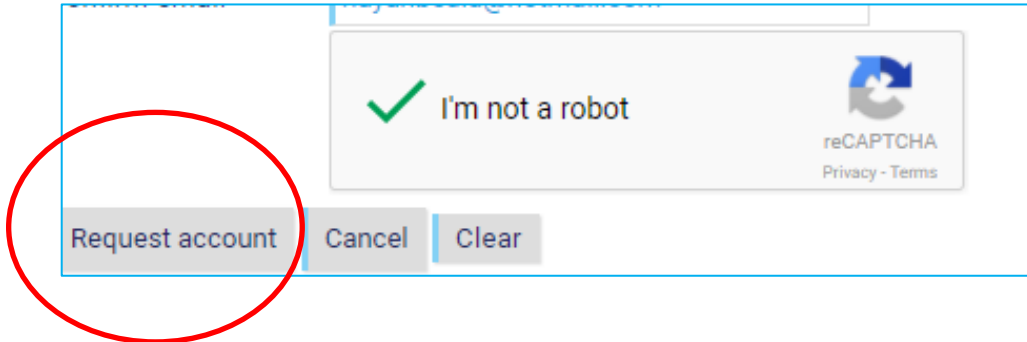 I'm not a robot
reCAPTCHA
Privacy - Terms
Request account Cancel Clear